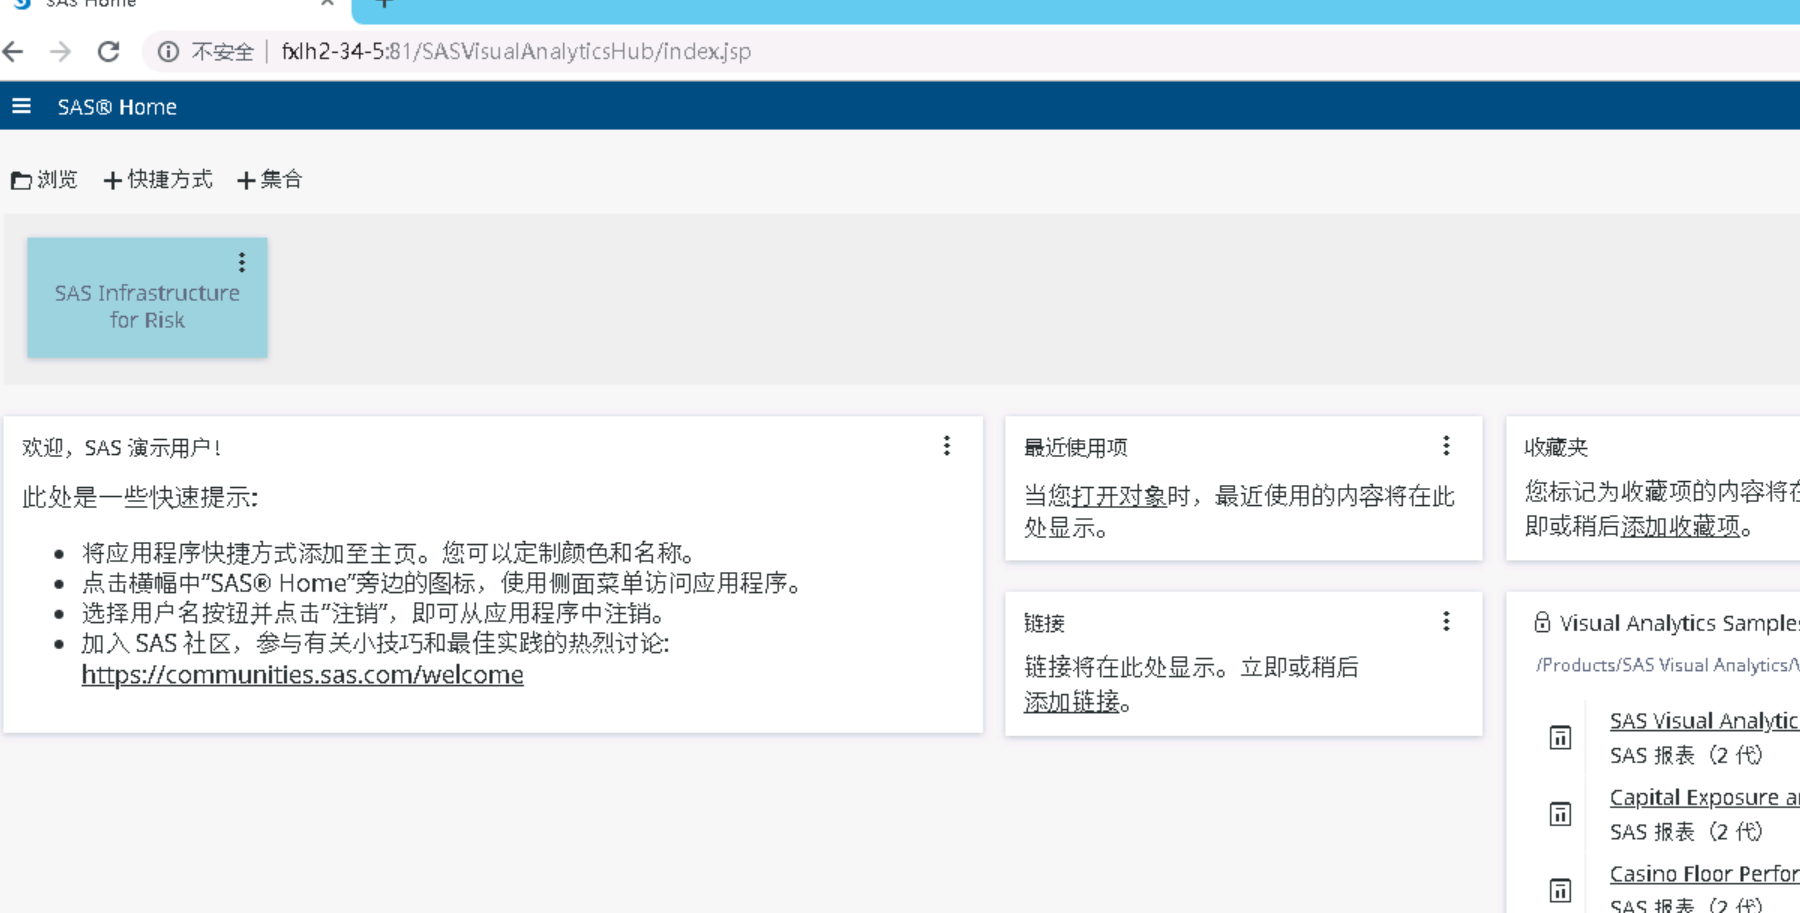 SAS Home
不安全 | fxlh2-34-5:81/SASVisualAnalyticsHub/index.jsp
SAS® Home
浏览 快捷方式 集合
SAS Infrastructure
for Risk
欢迎，SAS 演示用户！
此处是一些快速提示:
将应用程序快捷方式添加至主页。您可以定制颜色和名称。
点击横幅中“SAS® Home”旁边的图标，使用侧面菜单访问应用程序。
选择用户名按钮并点击“注销”，即可从应用程序中注销。
加入 SAS 社区，参与有关小技巧和最佳实践的热烈讨论:
https://communities.sas.com/welcome
最近使用项
当您打开对象时，最近使用的内容将在此
处显示。
链接
链接将在此处显示。立即或稍后
添加链接。
收藏夹
您标记为收藏项的内容将在
即或稍后添加收藏项。
Visual Analytics Samples
/Products/SAS Visual Analytics/V
SAS Visual Analytic
SAS 报表（2 代）
Capital Exposure an
SAS 报表（2 代）
Casino Floor Perfor
SAS 报表（2 代）